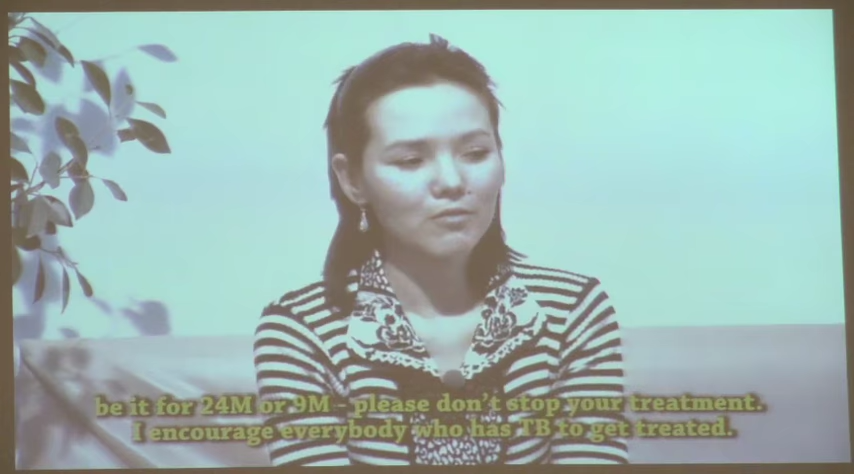 be it for 24M or 9M – please don't stop your treatment.
I encourage everybody who has TB to get treated.